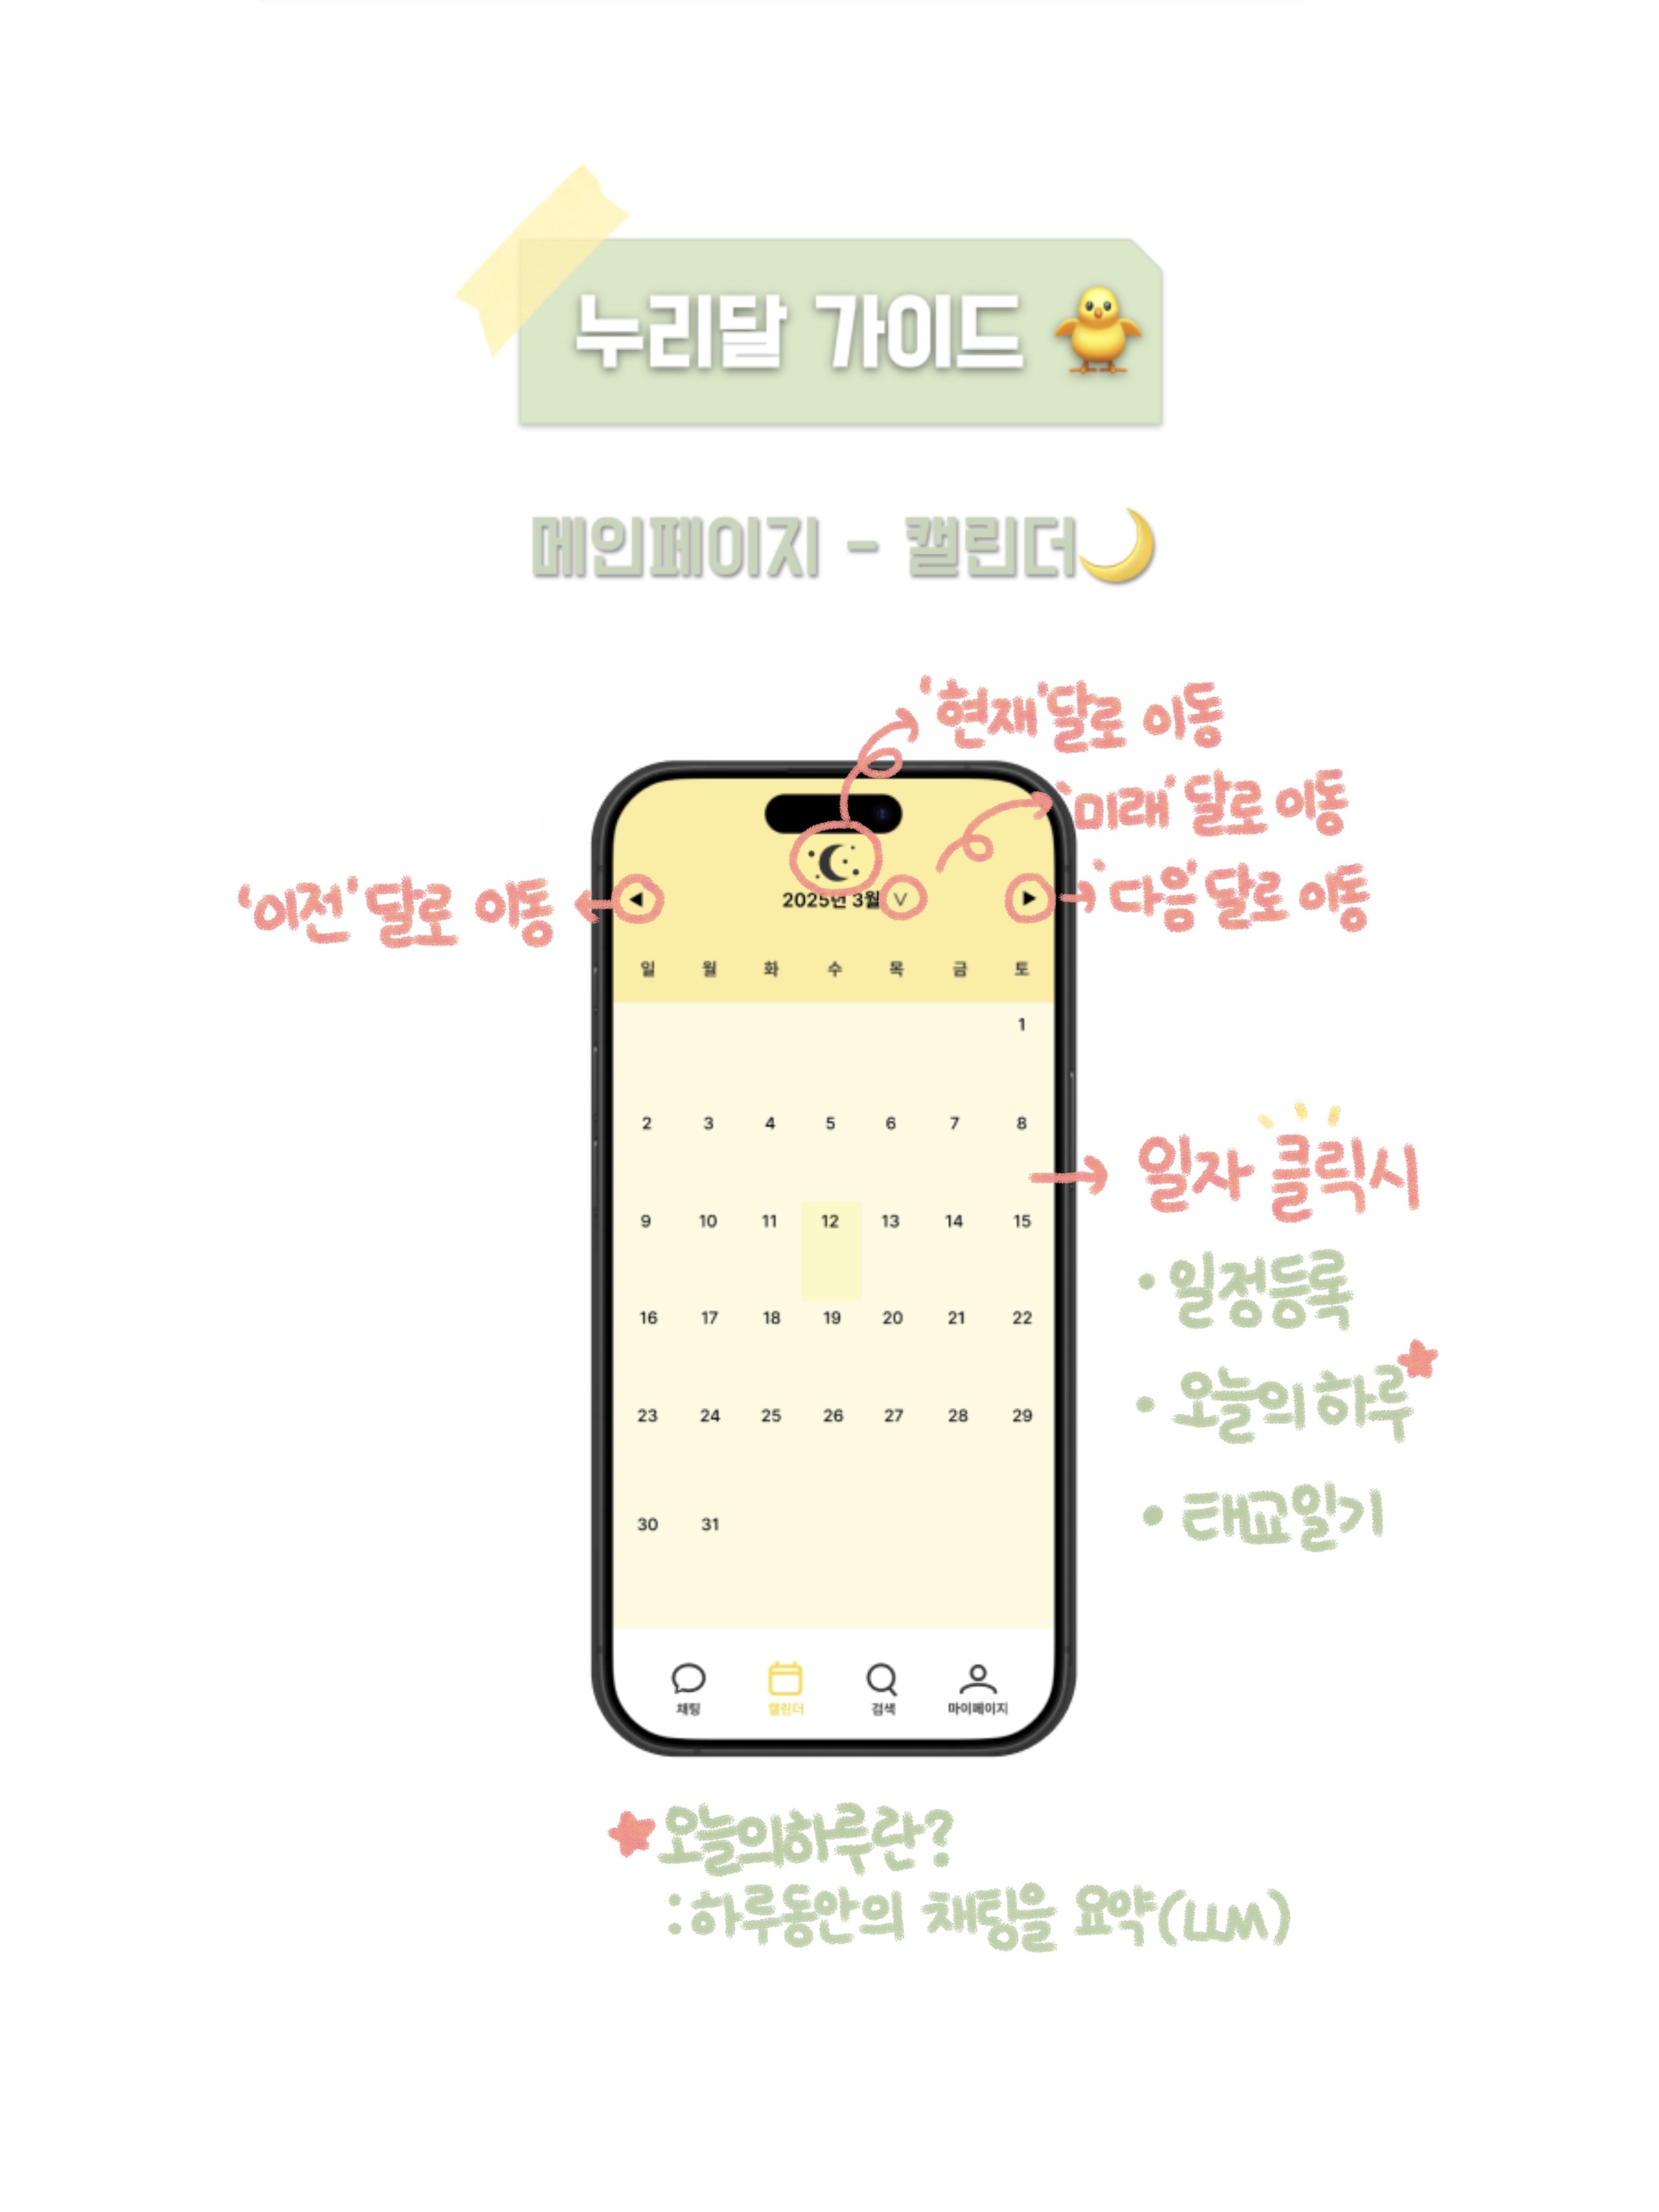 누리달 가이드
메인페이지 - 캘린더
'현재'달로 이동
'미래'달로 이동
'이전'달로 이동
'다음'달로 이동
◀ 2025년 3월 ∨ ▶
일 월 화 수 목 금 토
1
2 3 4 5 6 7 8
일자 클릭시
9 10 11 12 13 14 15
• 일정등록
16 17 18 19 20 21 22
• 오늘의 하루
23 24 25 26 27 28 29
• 태교일기
30 31
채팅 캘린더 검색 마이페이지
오늘의하루란?
:하루동안의 채팅을 요약(LLM)